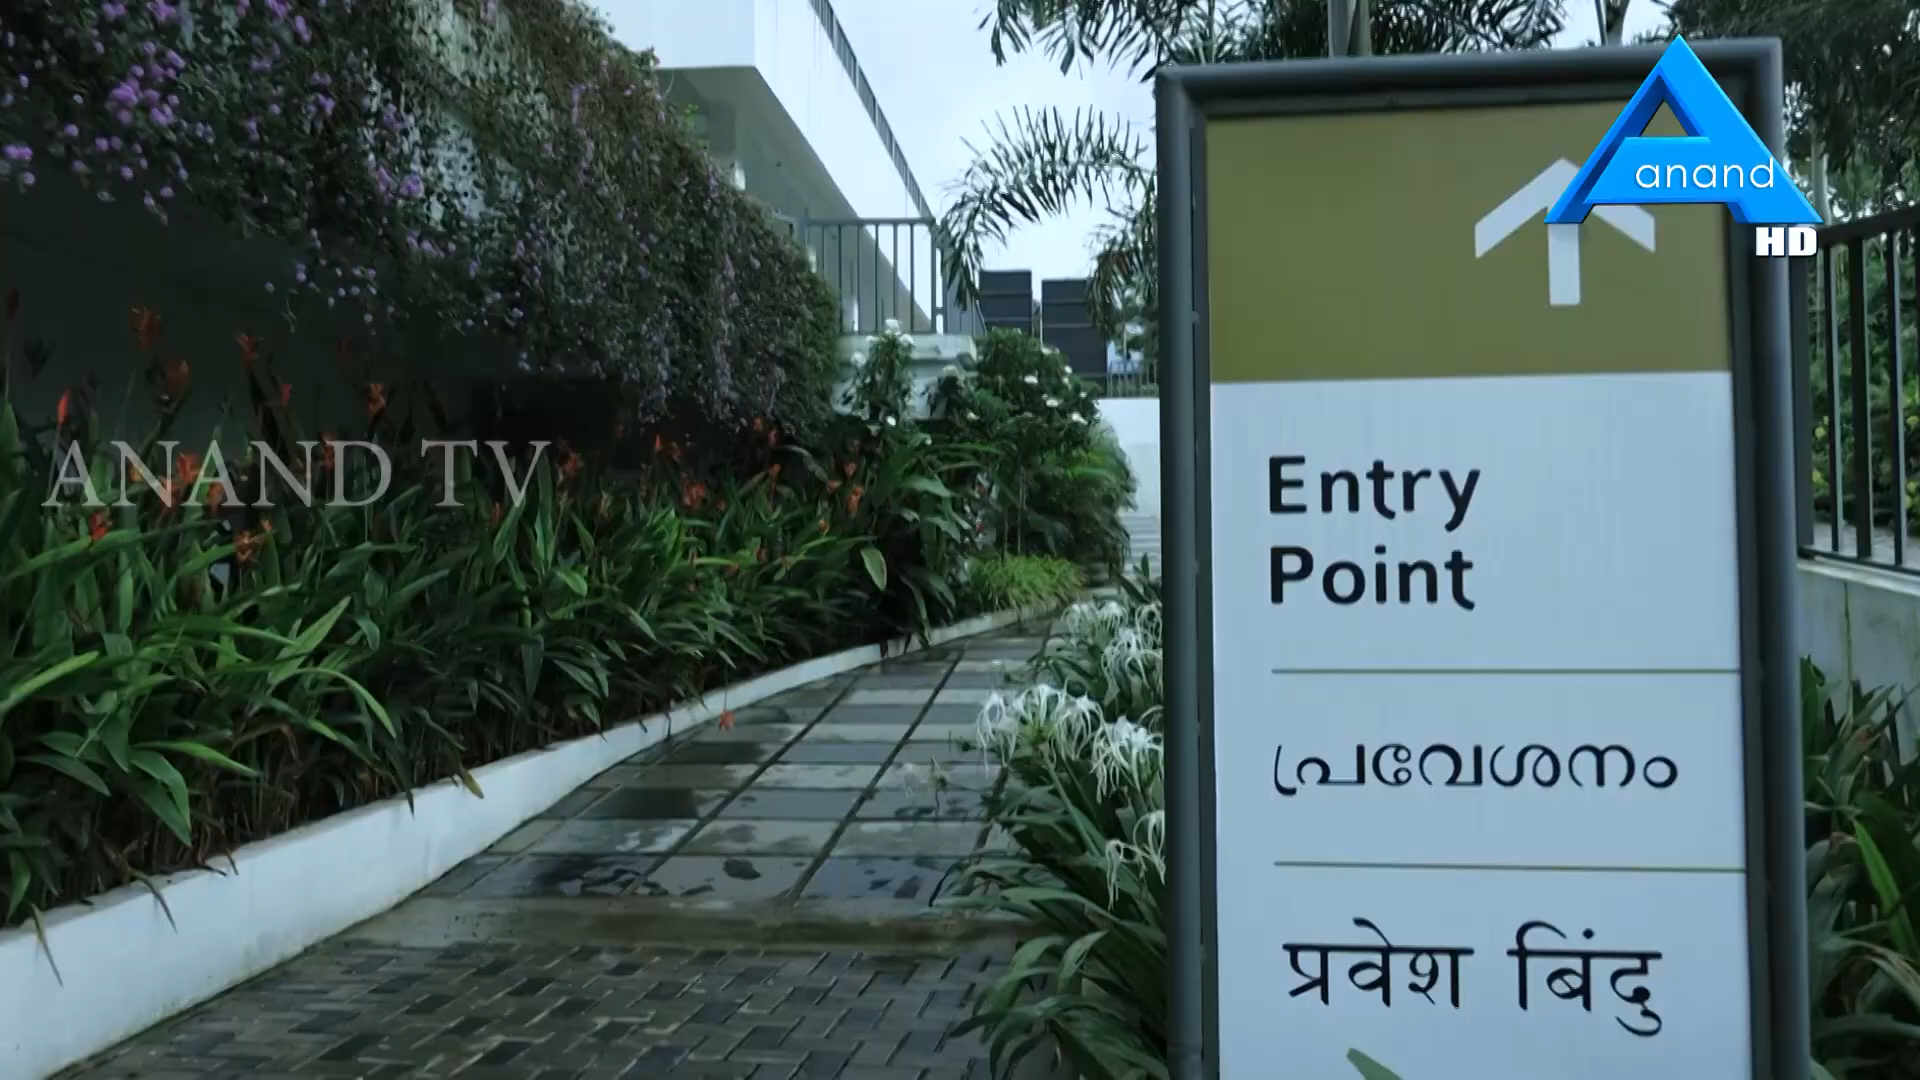 anand
HD
ANAND TV
Entry
Point
പ്രവേശനം
प्रवेश बिंदु